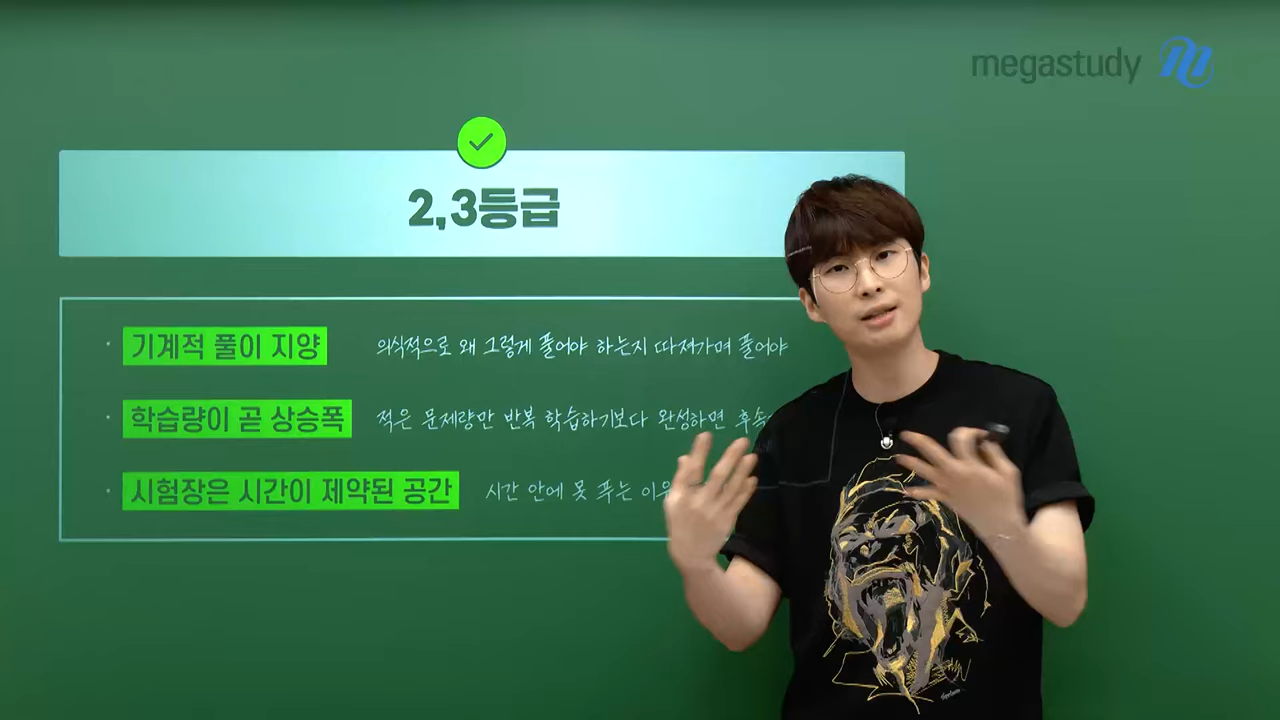 megastudy
2,3등급
기계적 풀이 지양 의식적으로 왜 그렇게 풀어야 하는지 따져가며 풀어야
학습량이 곧 상승폭 적은 문제량만 반복 학습하기보다 완성하면 후속
시험장은 시간이 제약된 공간 시간 안에 못 푸는 이유